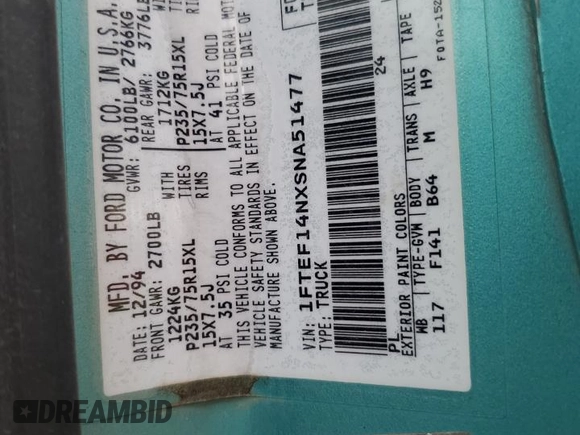 MFD. BY FORD MOTOR CO. IN U.S.A.
DATE: 12/94 GVWR: 6100LB/ 2766KG
FRONT GAWR: 2700LB REAR GAWR: 3776LB
1224KG WITH 1712KG
P235/75R15XL TIRES P235/75R15XL
15X7.5J RIMS 15X7.5J
AT 35 PSI COLD AT 41 PSI COLD
THIS VEHICLE CONFORMS TO ALL APPLICABLE FEDERAL MOTOR
VEHICLE SAFETY STANDARDS IN EFFECT ON THE DATE OF
MANUFACTURE SHOWN ABOVE.
VIN: 1FTEF14NXSNA51477
TYPE: TRUCK
24
PL
EXTERIOR PAINT COLORS
WB TYPE-GVM BODY TRANS AXLE
117 F141 B64 M H9
FOTA-152
DREAMBID